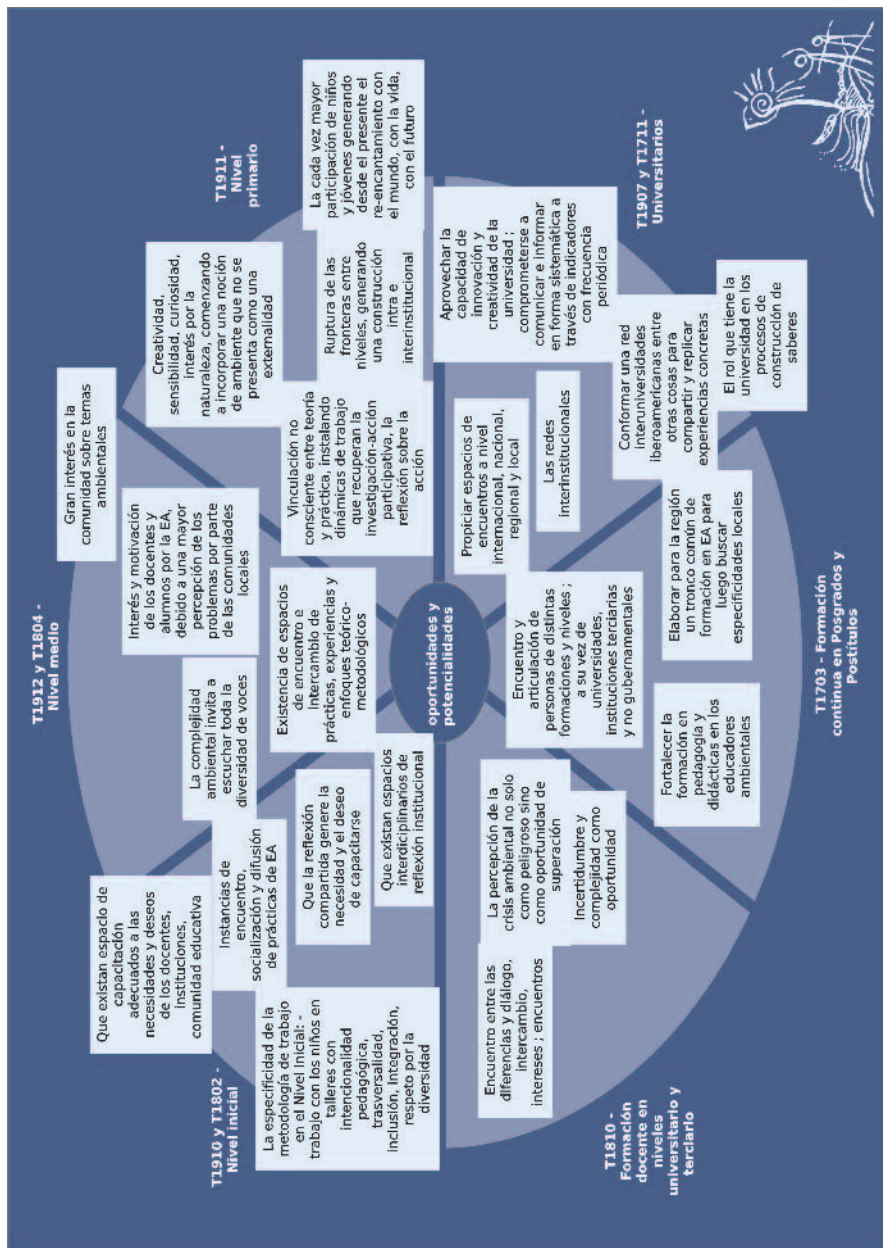 T1910 y T1802 -
Nivel inicial
Que existan espacio de
capacitación
adecuados a las
necesidades y deseos
de los docentes,
instituciones,
comunidad educativa
Instancias de
encuentro,
socialización y difusión
de prácticas de EA
La especificidad de la
metodología de trabajo
en el Nivel Inicial: -
trabajo con los niños en
talleres con
intencionalidad
pedagógica,
trasversalidad,
inclusión, integración,
respeto por la
diversidad
Que la reflexión
compartida genere la
necesidad y el deseo
de capacitarse
Que existan espacios
interdiciplinarios de
reflexión institucional
T1912 y T1804 -
Nivel medio
Gran interés en la
comunidad sobre temas
ambientales
Interés y motivación
de los docentes y
alumnos por la EA,
debido a una mayor
percepción de los
problemas por parte
de las comunidades
locales
La complejidad
ambiental invita a
escuchar toda la
diversidad de voces
Existencia de espacios
de encuentro e
intercambio de
prácticas, experiencias y
enfoques teórico-
metodológicos
T1911 -
Nivel
primario
Creatividad,
sensibilidad, curiosidad,
interés por la
naturaleza, comenzando
a incorporar una noción
de ambiente que no se
presenta como una
externalidad
La cada vez mayor
participación de niños
y jóvenes generando
desde el presente el
re-encantamiento con
el mundo, con la vida,
con el futuro
Ruptura de las
fronteras entre
niveles, generando
una construcción
intra e
interinstitucional
Vinculación no
consciente entre teoría
y práctica, instalando
dinámicas de trabajo
que recuperan la
investigación-acción
participativa, la
reflexión sobre la
acción
oportunidades y
potencialidades
T1810 -
Formación
docente en
niveles
universitario y
terciario
Encuentro entre las
diferencias y diálogo,
intercambio,
intereses ; encuentros
La percepción de la
crisis ambiental no solo
como peligroso sino
como oportunidad de
superación
Incertidumbre y
complejidad como
oportunidad
T1703 - Formación
continua en Posgrados y
Postítulos
Encuentro y
articulación de
personas de distintas
formaciones y niveles ;
a su vez de
universidades,
instituciones terciarias
y no gubernamentales
Fortalecer la
formación en
pedagogía y
didácticas en los
educadores
ambientales
Elaborar para la región
un tronco común de
formación en EA para
luego buscar
especificidades locales
T1907 y T1711 -
Universitarios
Aprovechar la
capacidad de
innovación y
creatividad de la
universidad ;
comprometerse a
comunicar e informar
en forma sistemática a
través de indicadores
con frecuencia
periódica
Propiciar espacios de
encuentros a nivel
internacional, nacional,
regional y local
Las redes
interinstitucionales
Conformar una red
interuniversidades
iberoamericanas entre
otras cosas para
compartir y replicar
experiencias concretas
El rol que tiene la
universidad en los
procesos de
construcción de
saberes